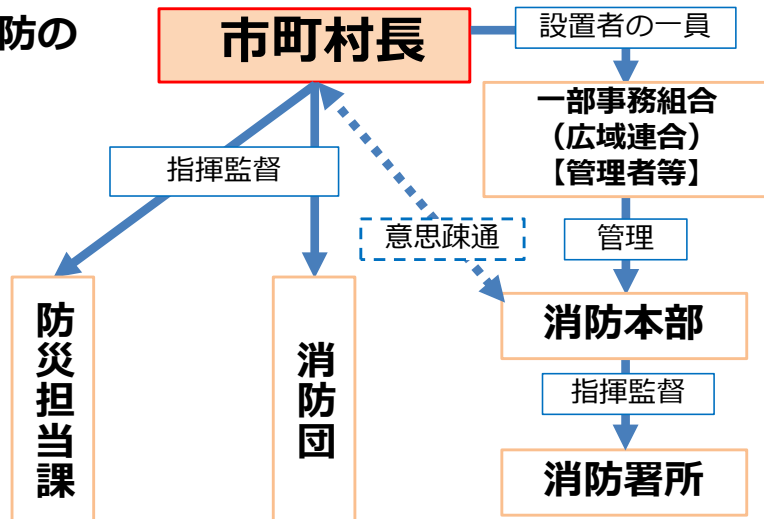 防の
市町村長
設置者の一員
一部事務組合
（広域連合）
【管理者等】
指揮監督
意思疎通
管理
防災担当課
消防団
消防本部
指揮監督
消防署所